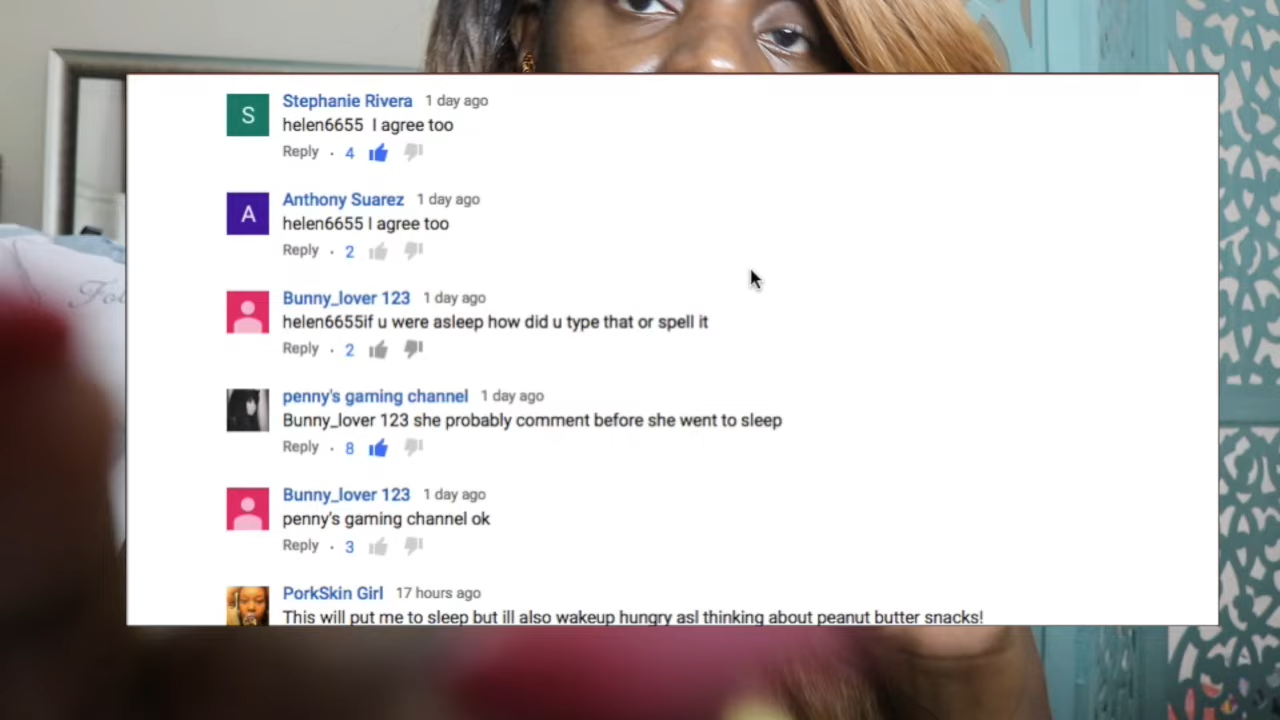 S
Stephanie Rivera 1 day ago
helen6655 I agree too
Reply · 4
A
Anthony Suarez 1 day ago
helen6655 I agree too
Reply · 2
Bunny_lover 123 1 day ago
helen6655if u were asleep how did u type that or spell it
Reply · 2
penny's gaming channel 1 day ago
Bunny_lover 123 she probably comment before she went to sleep
Reply · 8
Bunny_lover 123 1 day ago
penny's gaming channel ok
Reply · 3
PorkSkin Girl 17 hours ago
This will put me to sleep but ill also wakeup hungry asl thinking about peanut butter snacks!